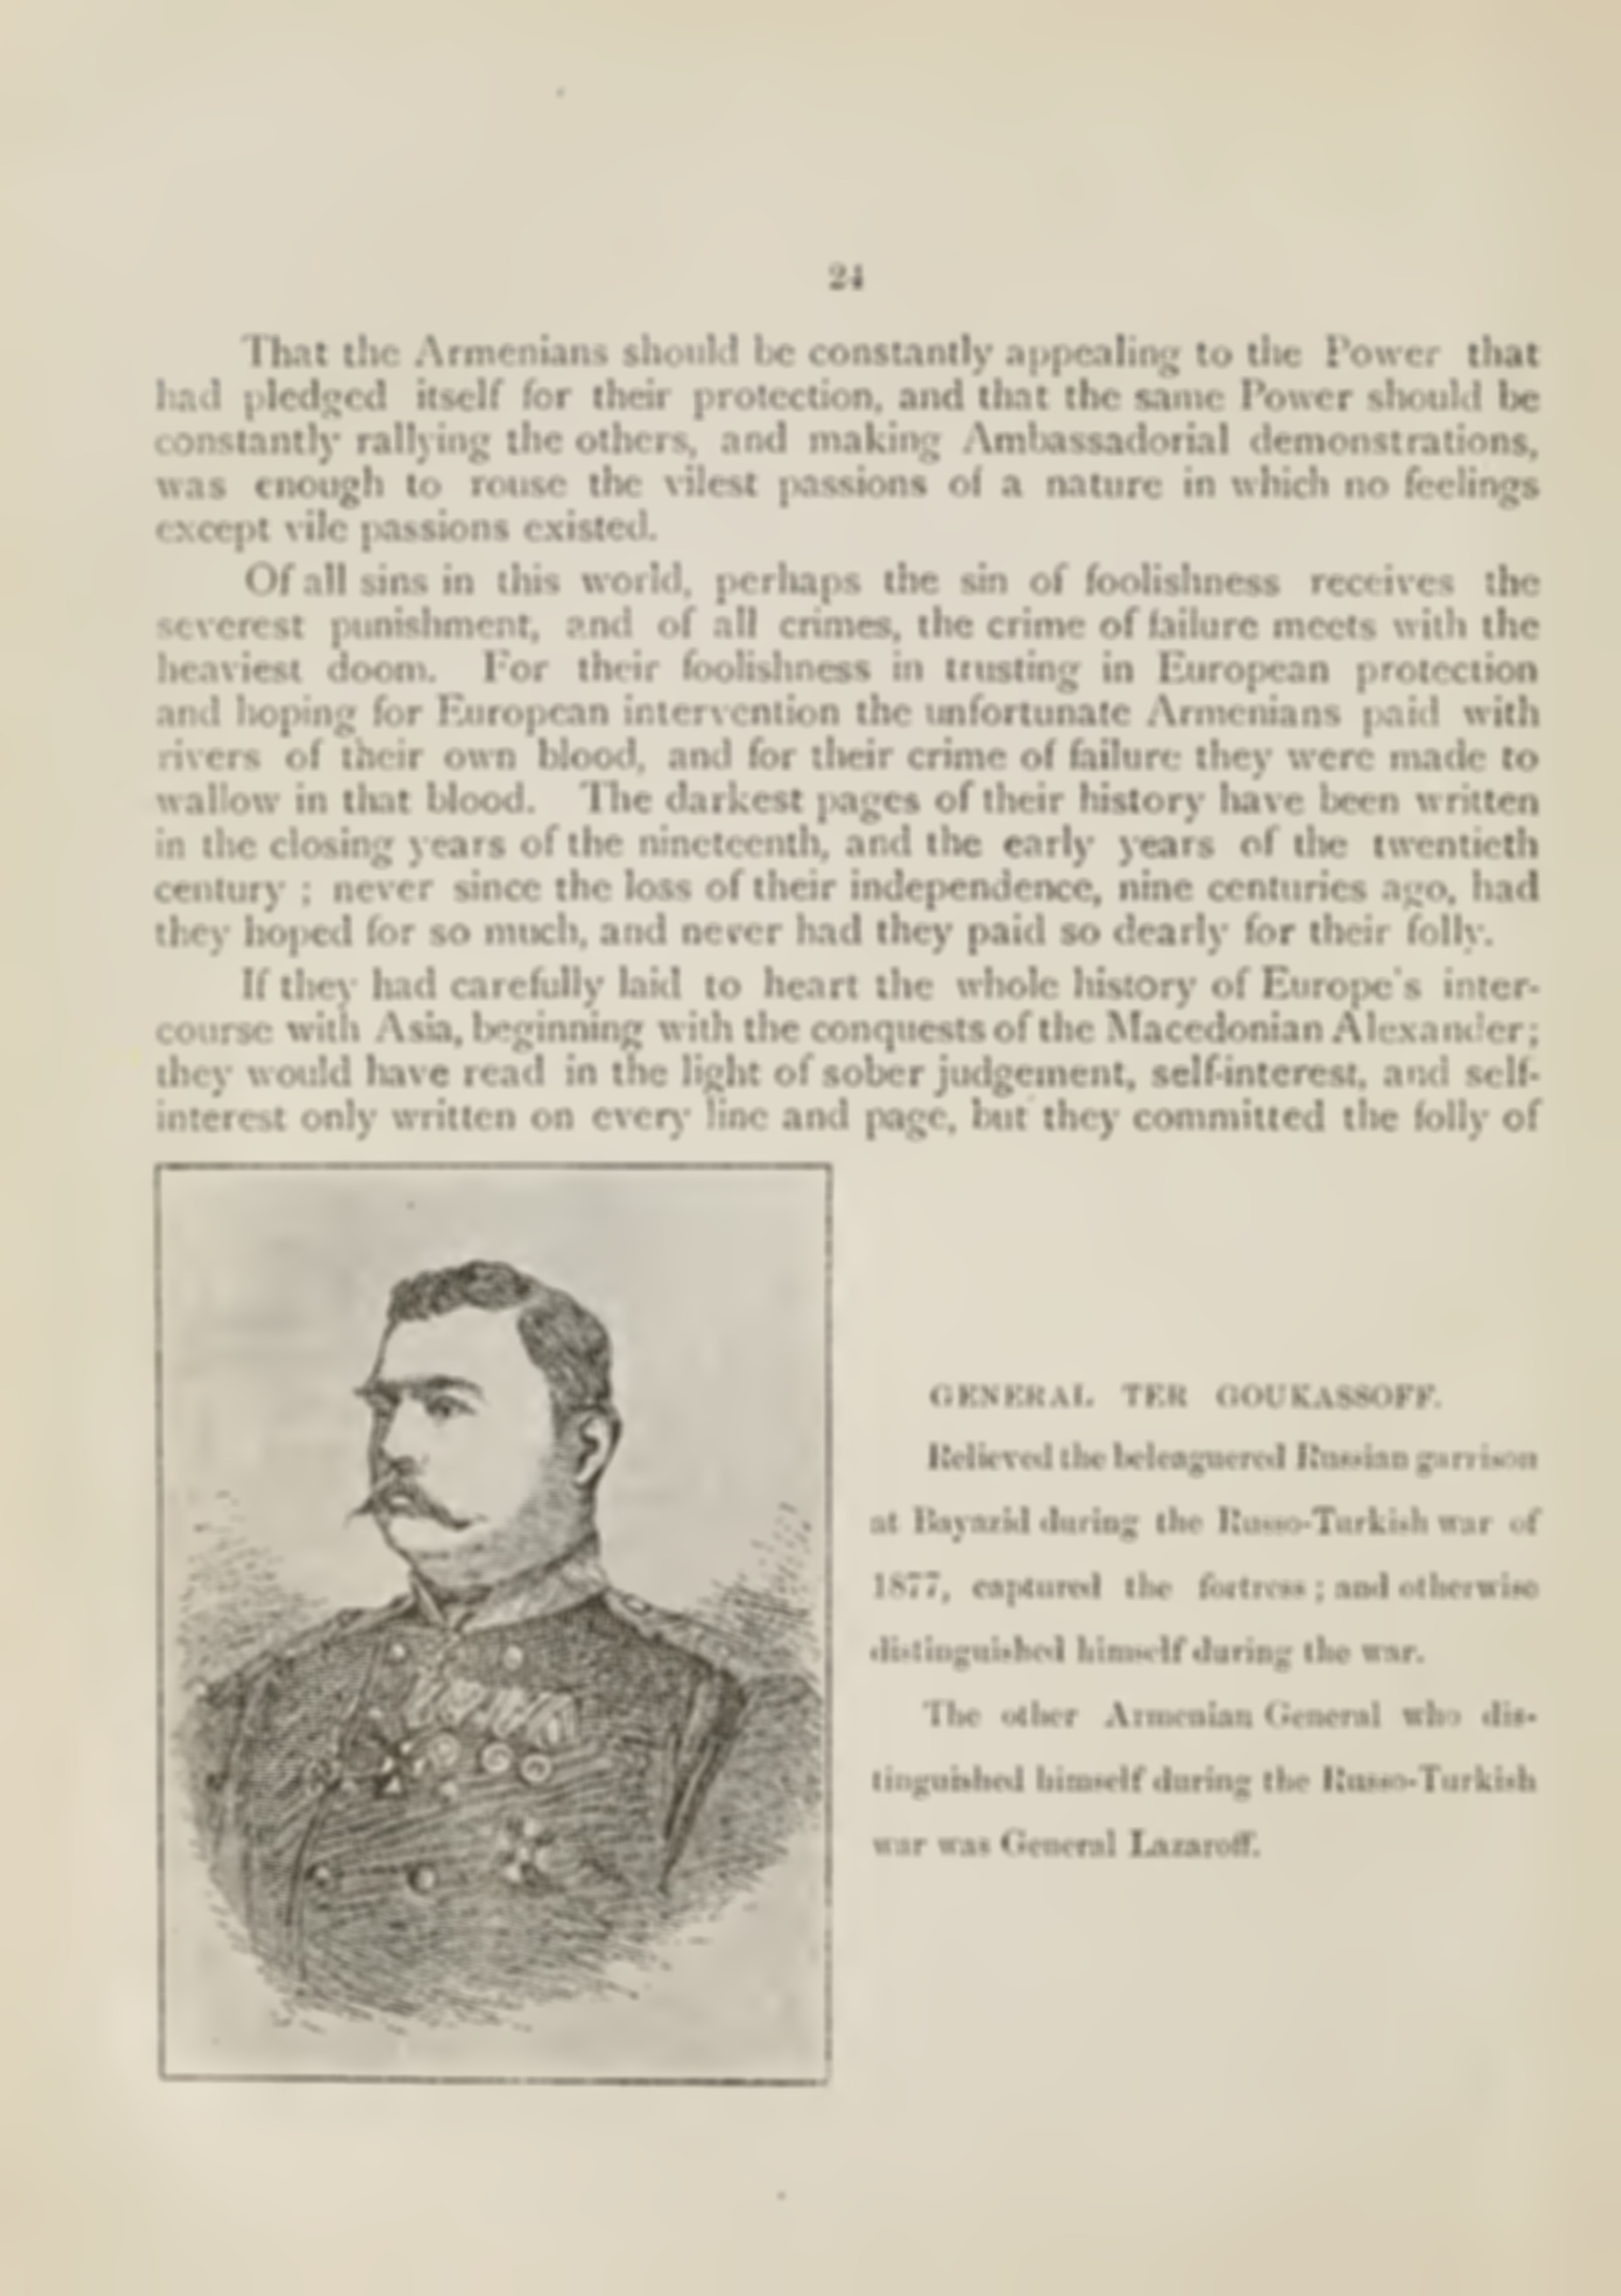 24
That the Armenians should be constantly appealing to the Power that
had pledged itself for their protection, and that the same Power should be
constantly rallying the others, and making Ambassadorial demonstrations,
was enough to rouse the vilest passions of a nature in which no feelings
except vile passions existed.
Of all sins in this world, perhaps the sin of foolishness receives the
severest punishment, and of all crimes, the crime of failure meets with the
heaviest doom. For their foolishness in trusting in European protection
and hoping for European intervention the unfortunate Armenians paid with
rivers of their own blood, and for their crime of failure they were made to
wallow in that blood. The darkest pages of their history have been written
in the closing years of the nineteenth, and the early years of the twentieth
century ; never since the loss of their independence, nine centuries ago, had
they hoped for so much, and never had they paid so dearly for their folly.
If they had carefully laid to heart the whole history of Europe's inter-
course with Asia, beginning with the conquests of the Macedonian Alexander;
they would have read in the light of sober judgement, self-interest, and self-
interest only written on every line and page, but they committed the folly of
GENERAL TER GOUKASSOFF.
Relieved the beleaguered Russian garrison
at Bayazid during the Russo-Turkish war of
1877, captured the fortress ; and otherwise
distinguished himself during the war.
The other Armenian General who dis-
tinguished himself during the Russo-Turkish
war was General Lazaroff.